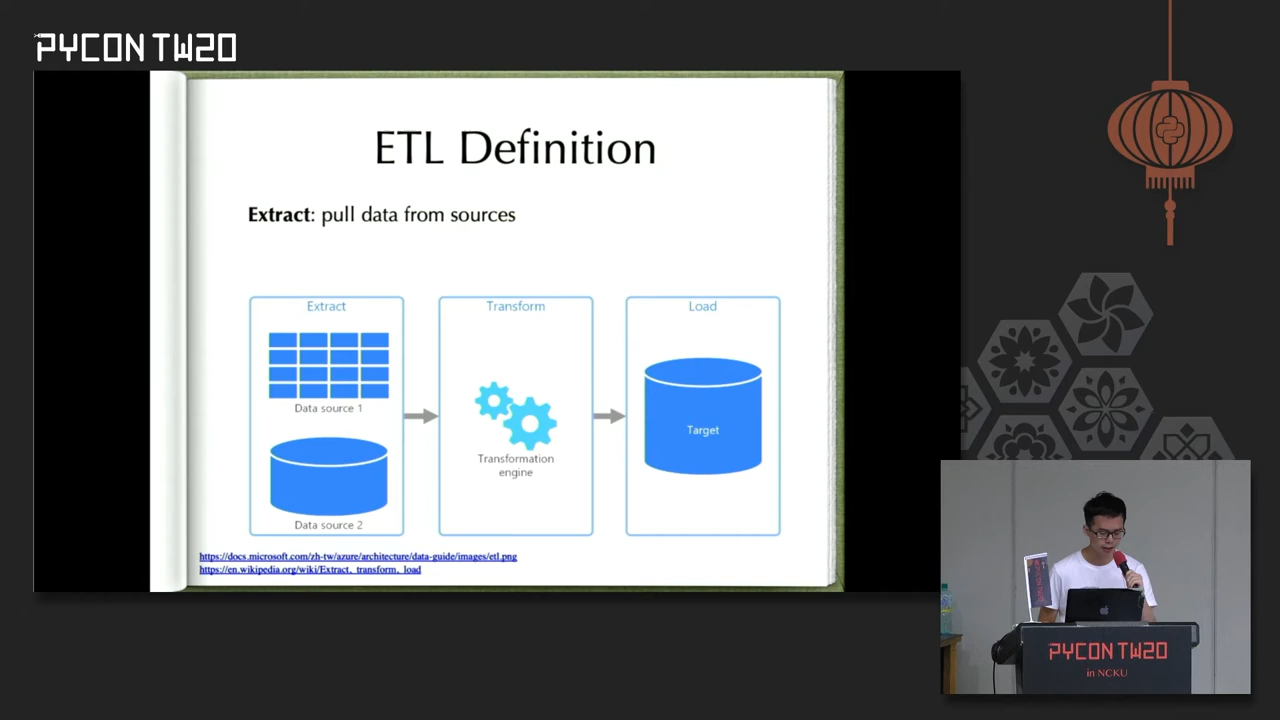 PYCON TW20
ETL Definition
Extract: pull data from sources
Extract
Transform
Load
Data source 1
Transformation
engine
Target
Data source 2
https://docs.microsoft.com/zh-tw/azure/architecture/data-guide/images/etl.png
https://en.wikipedia.org/wiki/Extract,_transform,_load
PYCON TW20
in NCKU